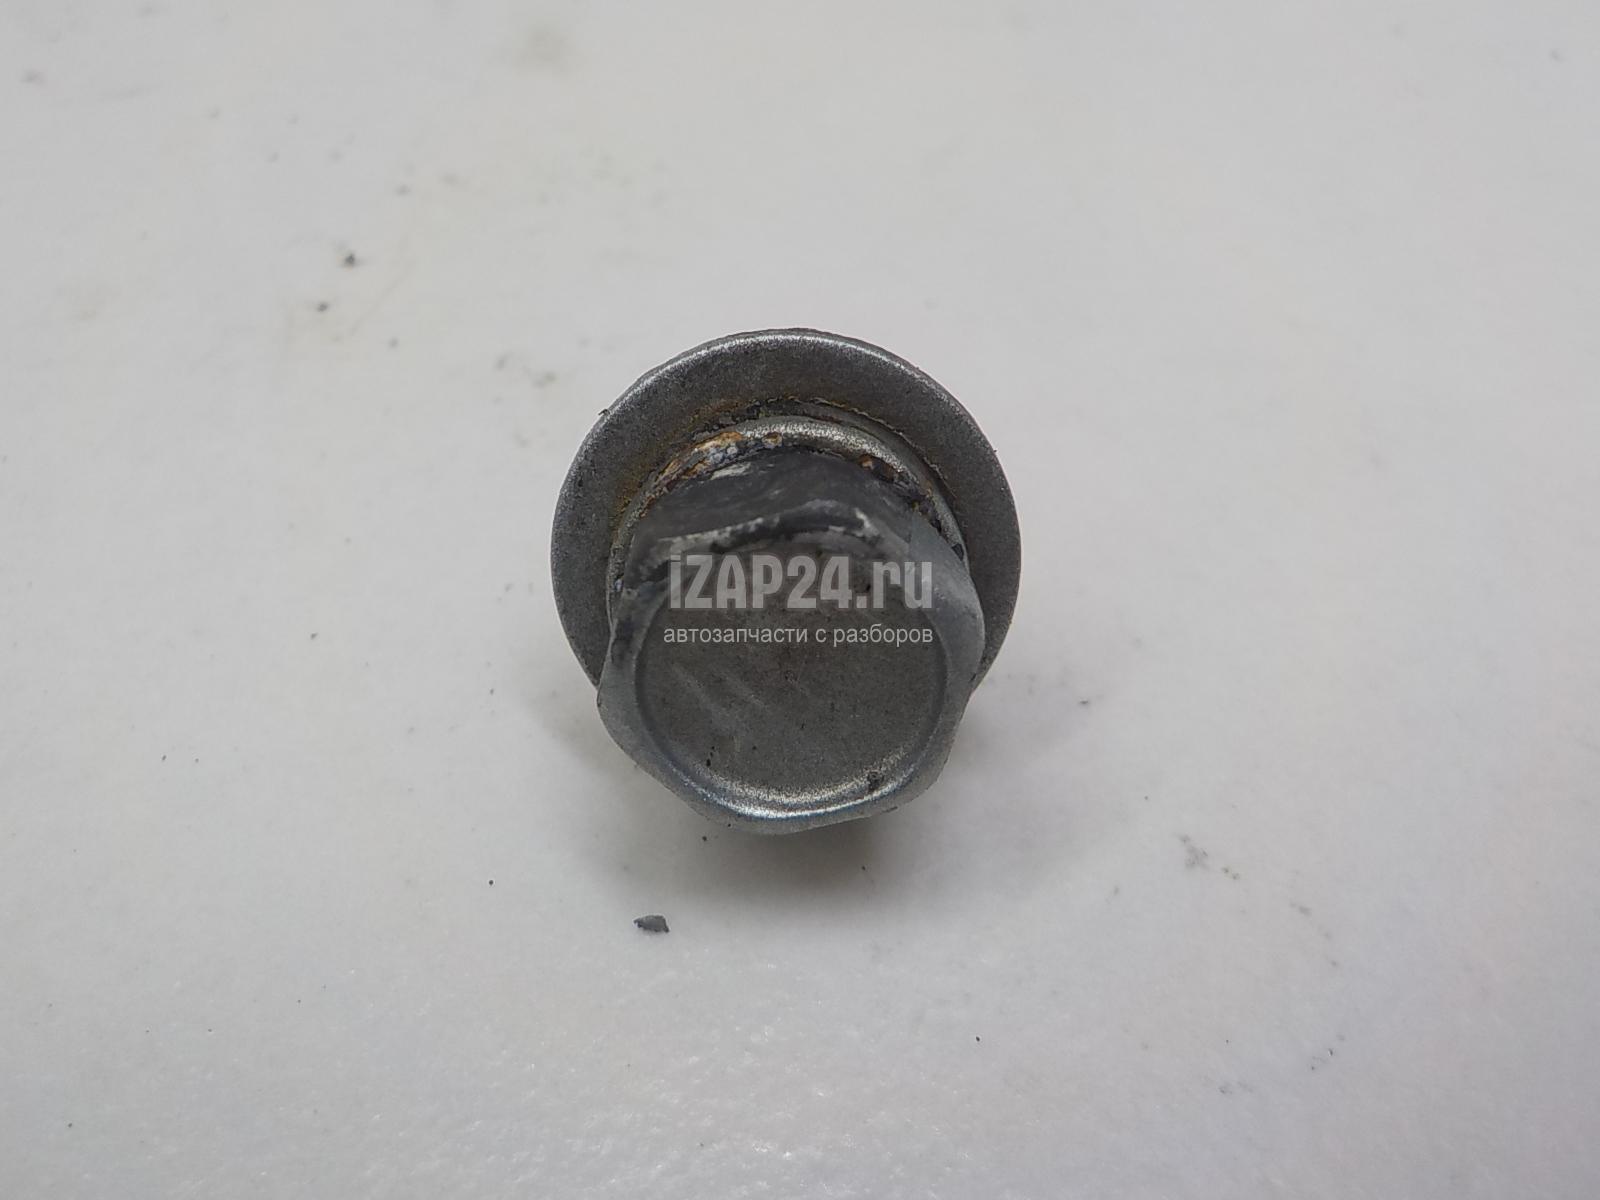 iZAP24.ru
автозапчасти с разборов